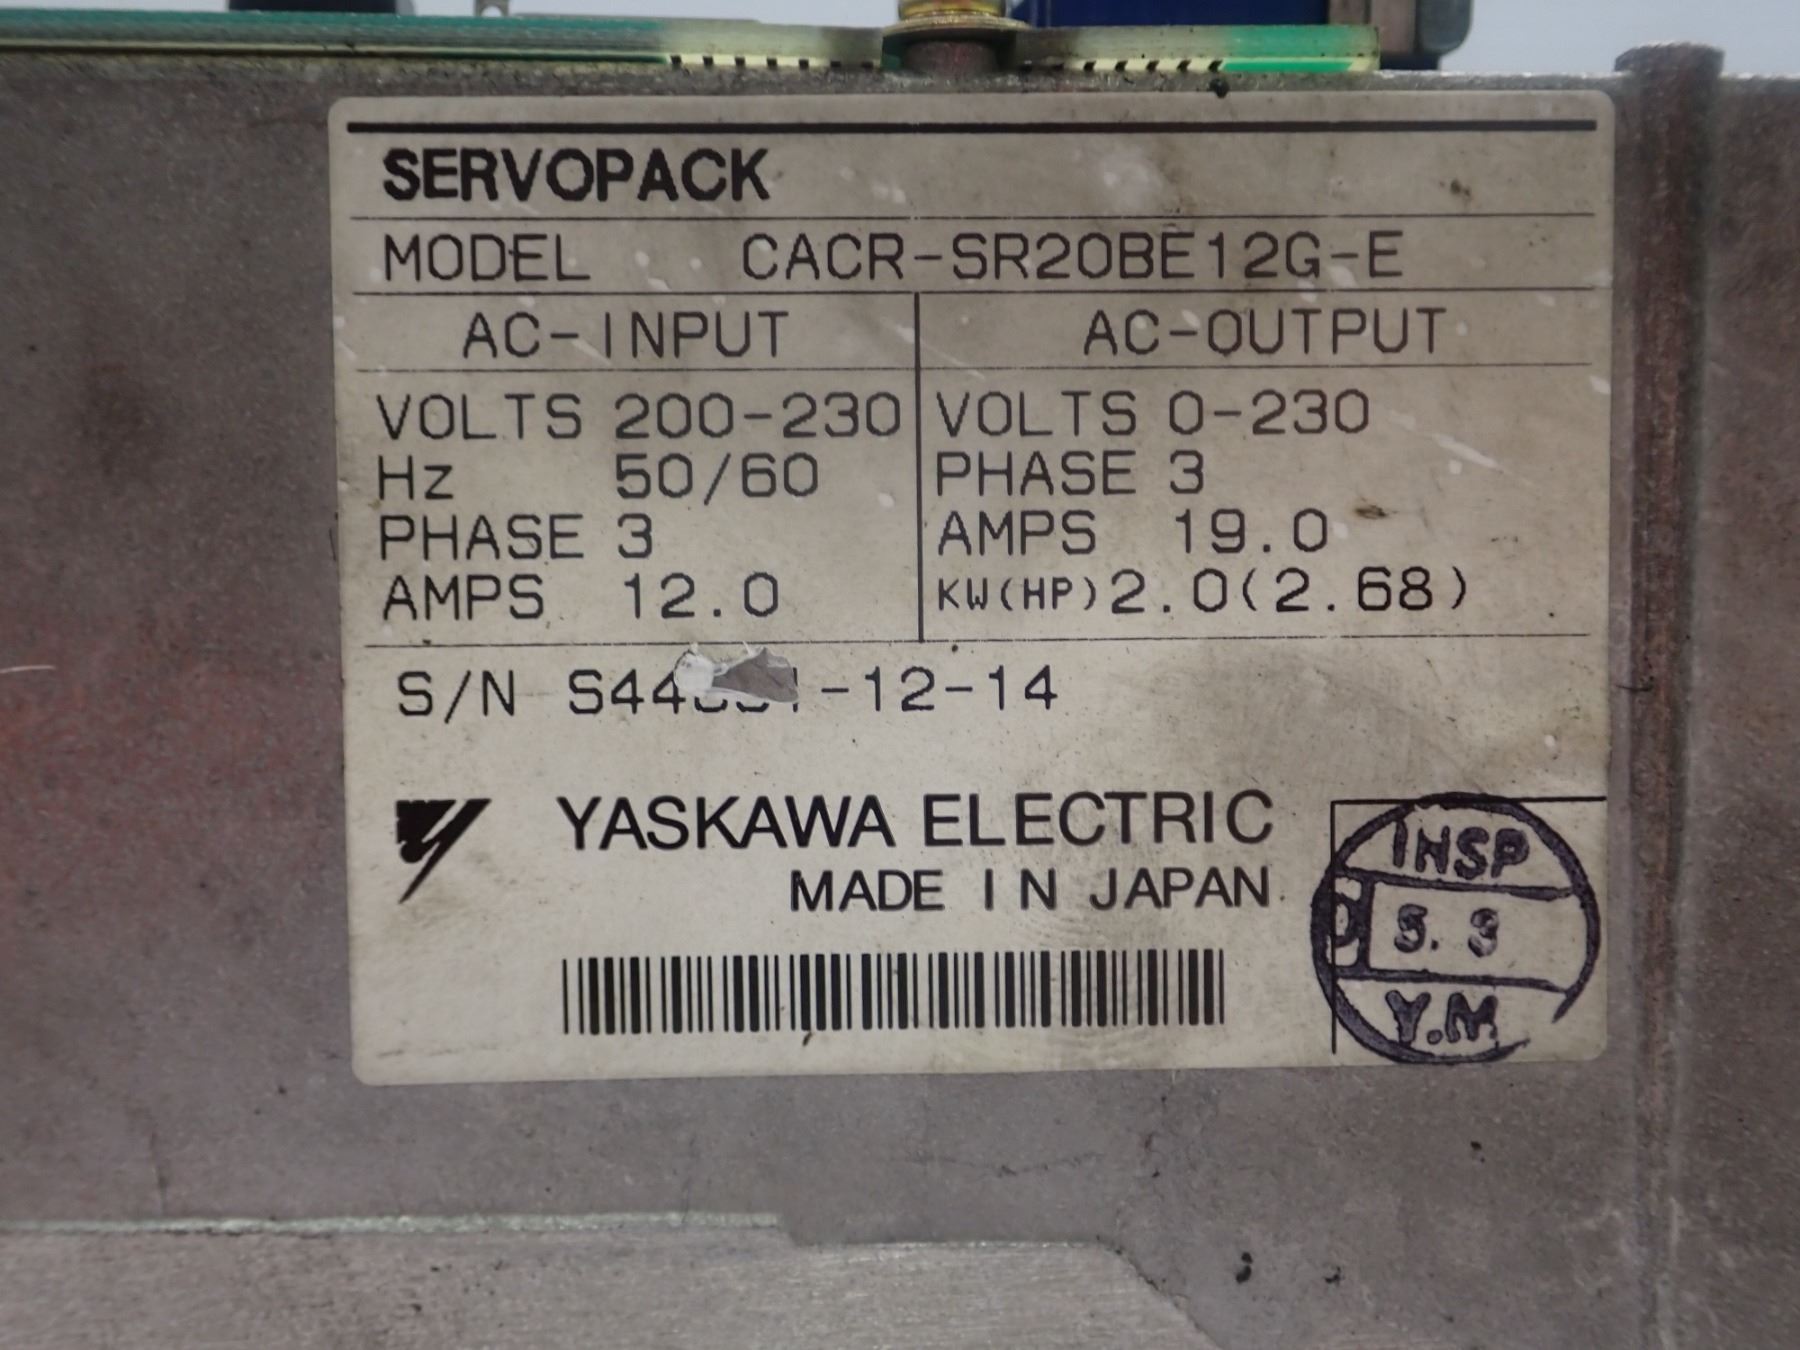 SERVOPACK
MODEL CACR-SR20BE12G-E
AC-INPUT AC-OUTPUT
VOLTS 200-230 VOLTS 0-230
Hz 50/60 PHASE 3
PHASE 3 AMPS 19.0
AMPS 12.0 KW(HP) 2.0(2.68)
S/N -12-14
YASKAWA ELECTRIC
MADE IN JAPAN
INSP
5. 3
Y.M